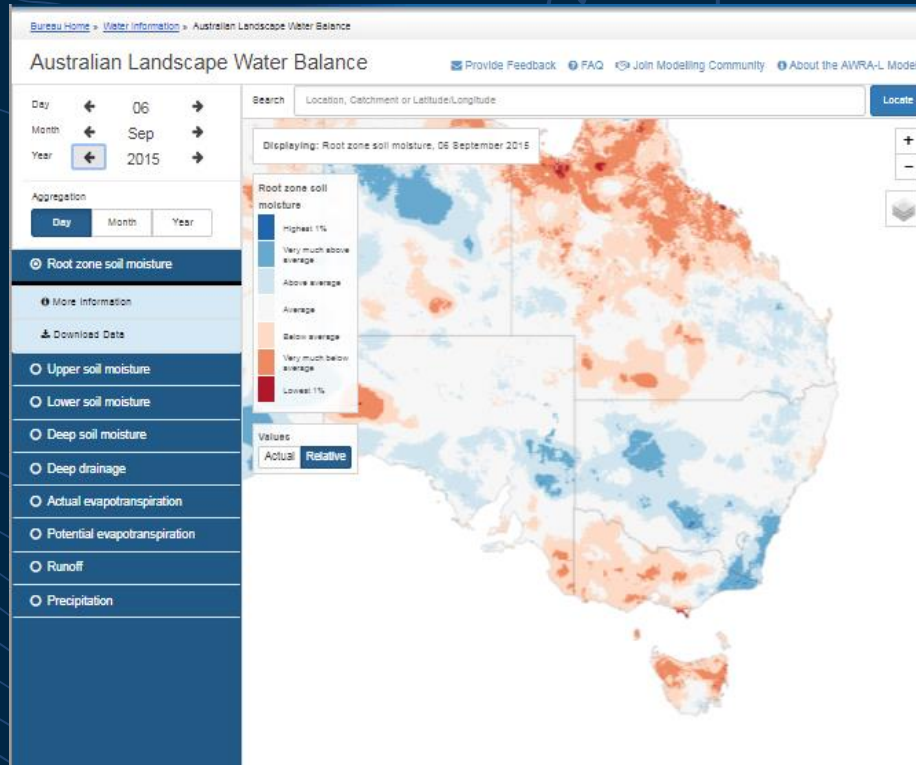 Bureau Home » Water Information » Australian Landscape Water Balance
Australian Landscape Water Balance
Provide Feedback FAQ Join Modelling Community About the AWRA-L Model
Day 06
Month Sep
Year 2015
Aggregation
Day Month Year
Root zone soil moisture
More Information
Download Data
Upper soil moisture
Lower soil moisture
Deep soil moisture
Deep drainage
Actual evapotranspiration
Potential evapotranspiration
Runoff
Precipitation
Search Location, Catchment or Latitude/Longitude Locate
Displaying: Root zone soil moisture, 06 September 2015
+
−
Root zone soil
moisture
Highest 1%
Very much above
average
Above average
Average
Below average
Very much below
average
Lowest 1%
Values
Actual Relative